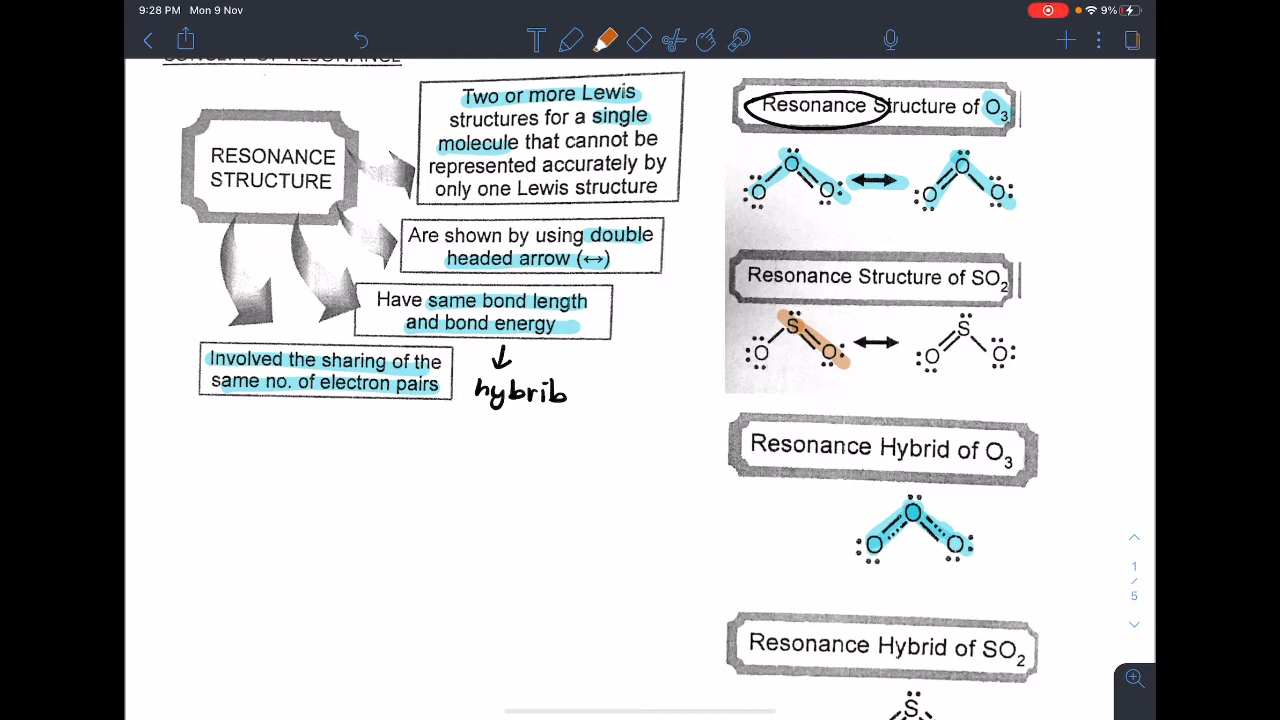 9:28 PM Mon 9 Nov
9%
CONCEPT OF RESONANCE
RESONANCE
STRUCTURE
Two or more Lewis
structures for a single
molecule that cannot be
represented accurately by
only one Lewis structure
Are shown by using double
headed arrow (↔)
Have same bond length
and bond energy
Involved the sharing of the
same no. of electron pairs
hybrib
Resonance Structure of O3
O O O ↔ O O O
Resonance Structure of SO2
O S O ↔ O S O
Resonance Hybrid of O3
O O O
Resonance Hybrid of SO2
S
1
/
5